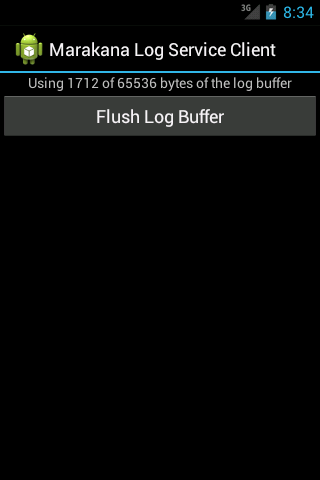 3G 8:34
Marakana Log Service Client
Using 1712 of 65536 bytes of the log buffer
Flush Log Buffer